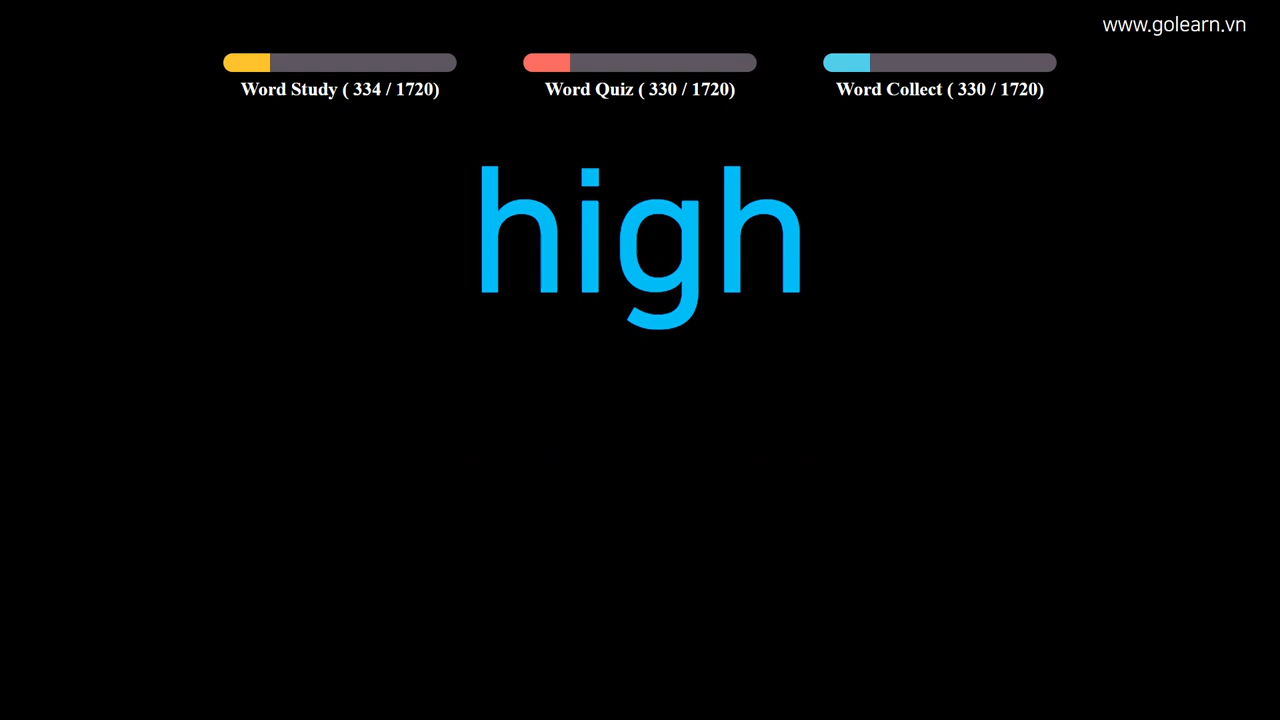 www.golearn.vn
Word Study ( 334 / 1720)
Word Quiz ( 330 / 1720)
Word Collect ( 330 / 1720)
high